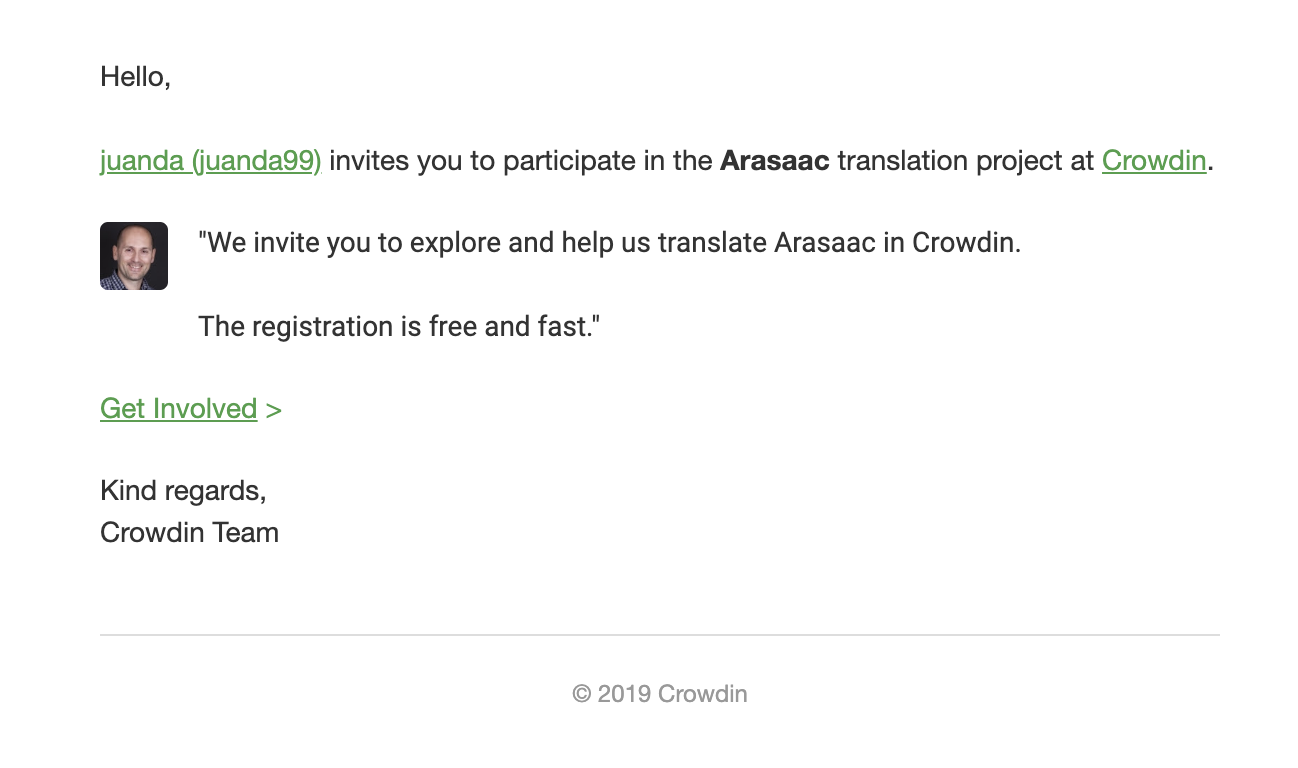 Hello,
juanda (juanda99) invites you to participate in the Arasaac translation project at Crowdin.
"We invite you to explore and help us translate Arasaac in Crowdin.
The registration is free and fast."
Get Involved >
Kind regards,
Crowdin Team
© 2019 Crowdin